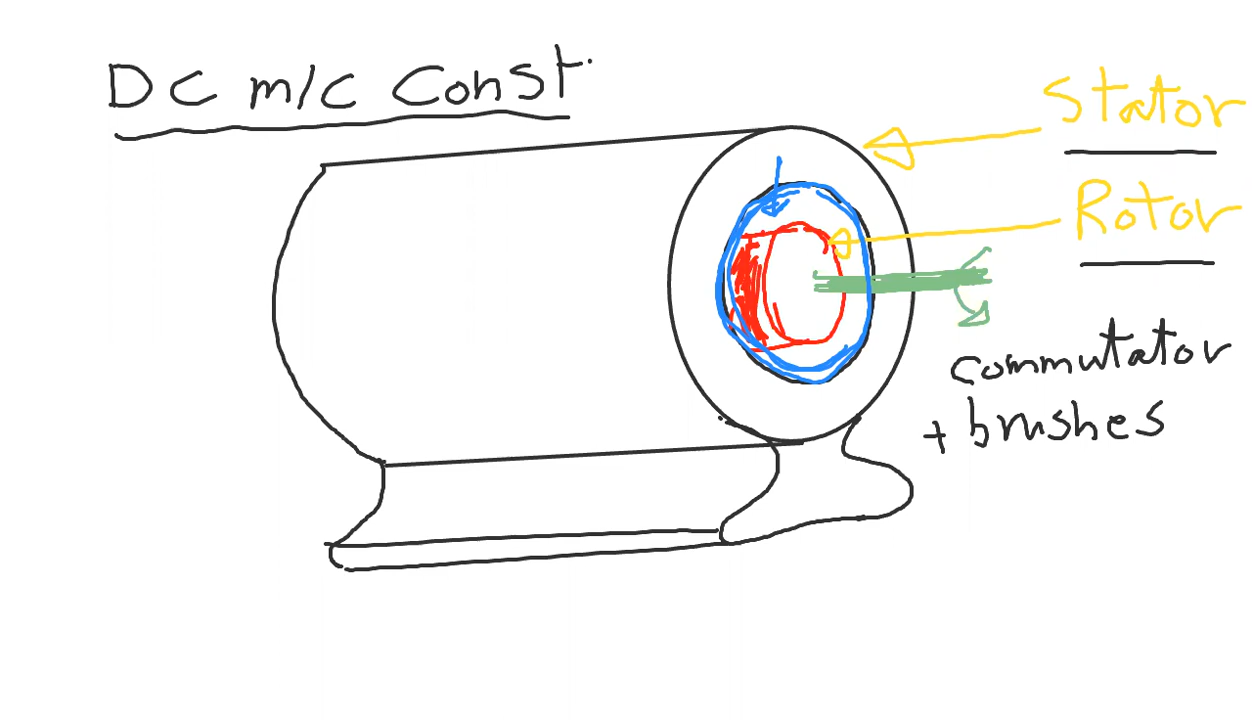 DC m/c Const.
Stator
Rotor
commutator
+ brushes